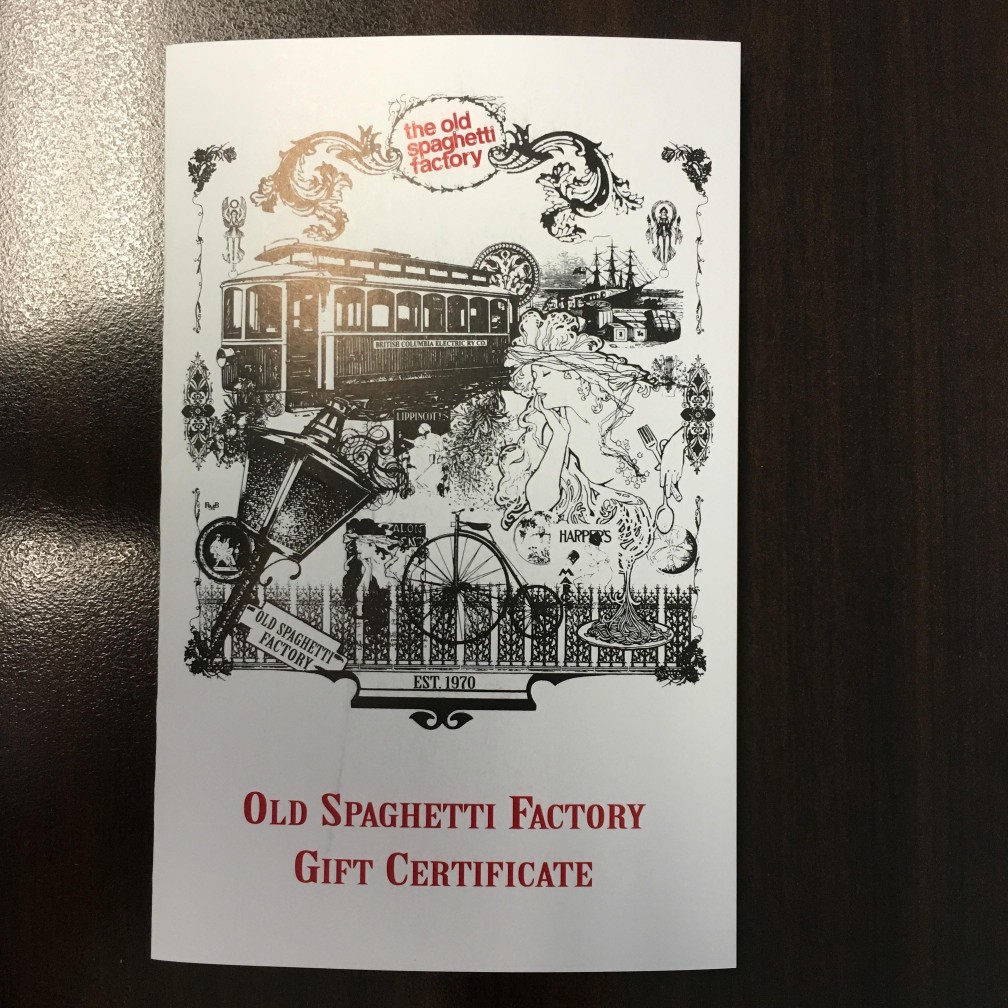 the old
spaghetti
factory
BRITISH COLUMBIA ELECTRIC RY CO.
LIPPINCOTT'S
HARPER'S
OLD SPAGHETTI
FACTORY
EST. 1970
OLD SPAGHETTI FACTORY
GIFT CERTIFICATE